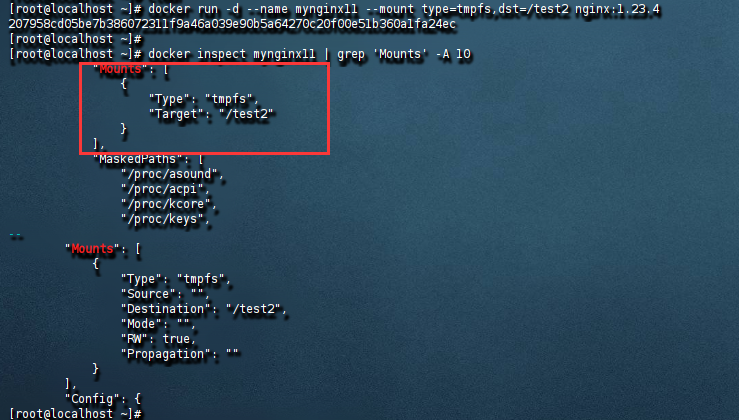 [root@localhost ~]# docker run -d --name mynginx11 --mount type=tmpfs,dst=/test2 nginx:1.23.4
207958cd05be7b386072311f9a46a039e90b5a64270c20f00e51b360a1fa24ec
[root@localhost ~]#
[root@localhost ~]# docker inspect mynginx11 | grep 'Mounts' -A 10
"Mounts": [
{
"Type": "tmpfs",
"Target": "/test2"
}
],
"MaskedPaths": [
"/proc/asound",
"/proc/acpi",
"/proc/kcore",
"/proc/keys",
--
"Mounts": [
{
"Type": "tmpfs",
"Source": "",
"Destination": "/test2",
"Mode": "",
"RW": true,
"Propagation": ""
}
],
"Config": {
[root@localhost ~]#